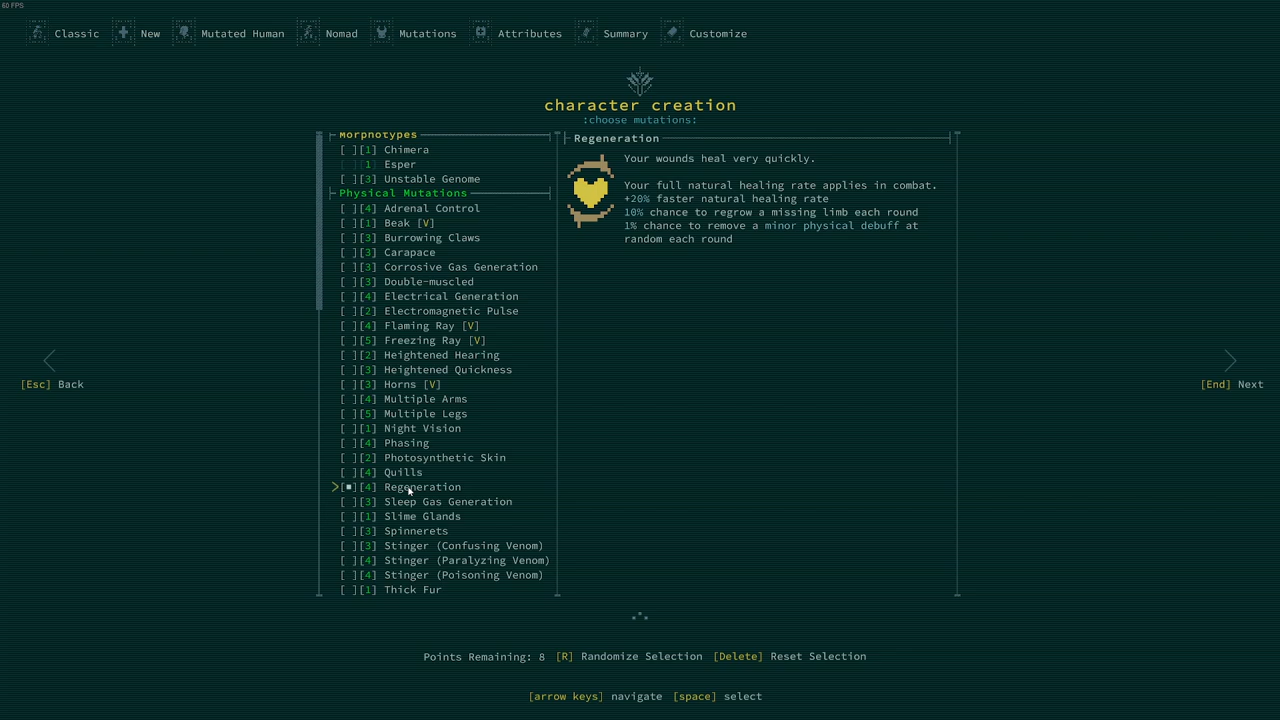 60 FPS
Classic New Mutated Human Nomad Mutations Attributes Summary Customize
character creation
:choose mutations:
Morphotypes
[ ][1] Chimera
[1] Esper
[ ][3] Unstable Genome
Physical Mutations
[ ][4] Adrenal Control
[ ][1] Beak [V]
[ ][3] Burrowing Claws
[ ][3] Carapace
[ ][3] Corrosive Gas Generation
[ ][3] Double-muscled
[ ][4] Electrical Generation
[ ][2] Electromagnetic Pulse
[ ][4] Flaming Ray [V]
[ ][5] Freezing Ray [V]
[ ][2] Heightened Hearing
[ ][3] Heightened Quickness
[ ][3] Horns [V]
[ ][4] Multiple Arms
[ ][5] Multiple Legs
[ ][1] Night Vision
[ ][4] Phasing
[ ][2] Photosynthetic Skin
[ ][4] Quills
>[■][4] Regeneration
[ ][3] Sleep Gas Generation
[ ][1] Slime Glands
[ ][3] Spinnerets
[ ][3] Stinger (Confusing Venom)
[ ][4] Stinger (Paralyzing Venom)
[ ][4] Stinger (Poisoning Venom)
[ ][1] Thick Fur
Regeneration
Your wounds heal very quickly.
Your full natural healing rate applies in combat.
+20% faster natural healing rate
10% chance to regrow a missing limb each round
1% chance to remove a minor physical debuff at
random each round
[Esc] Back
[End] Next
Points Remaining: 8 [R] Randomize Selection [Delete] Reset Selection
[arrow keys] navigate [space] select